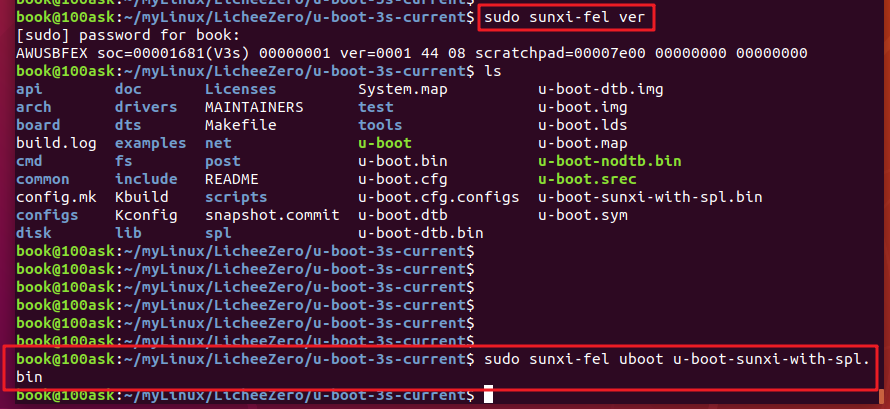 book@100ask:~/myLinux/LicheeZero/u-boot-3s-current$ sudo sunxi-fel ver
[sudo] password for book:
AWUSBFEX soc=00001681(V3s) 00000001 ver=0001 44 08 scratchpad=00007e00 00000000 00000000
book@100ask:~/myLinux/LicheeZero/u-boot-3s-current$ ls
api doc Licenses System.map u-boot-dtb.img
arch drivers MAINTAINERS test u-boot.img
board dts Makefile tools u-boot.lds
build.log examples net u-boot u-boot.map
cmd fs post u-boot.bin u-boot-nodtb.bin
common include README u-boot.cfg u-boot.srec
config.mk Kbuild scripts u-boot.cfg.configs u-boot-sunxi-with-spl.bin
configs Kconfig snapshot.commit u-boot.dtb u-boot.sym
disk lib spl u-boot-dtb.bin
book@100ask:~/myLinux/LicheeZero/u-boot-3s-current$
book@100ask:~/myLinux/LicheeZero/u-boot-3s-current$
book@100ask:~/myLinux/LicheeZero/u-boot-3s-current$
book@100ask:~/myLinux/LicheeZero/u-boot-3s-current$
book@100ask:~/myLinux/LicheeZero/u-boot-3s-current$
book@100ask:~/myLinux/LicheeZero/u-boot-3s-current$
book@100ask:~/myLinux/LicheeZero/u-boot-3s-current$ sudo sunxi-fel uboot u-boot-sunxi-with-spl.
bin
book@100ask:~/myLinux/LicheeZero/u-boot-3s-current$